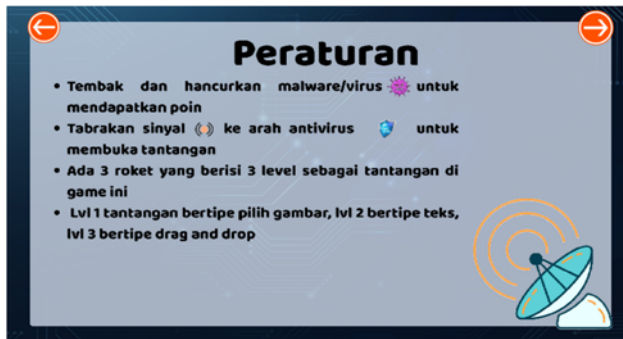 Peraturan
• Tembak dan hancurkan malware/virus untuk
mendapatkan poin
• Tabrakan sinyal ke arah antivirus untuk
membuka tantangan
• Ada 3 roket yang berisi 3 level sebagai tantangan di
game ini
• Lvl 1 tantangan bertipe pilih gambar, lvl 2 bertipe teks,
lvl 3 bertipe drag and drop